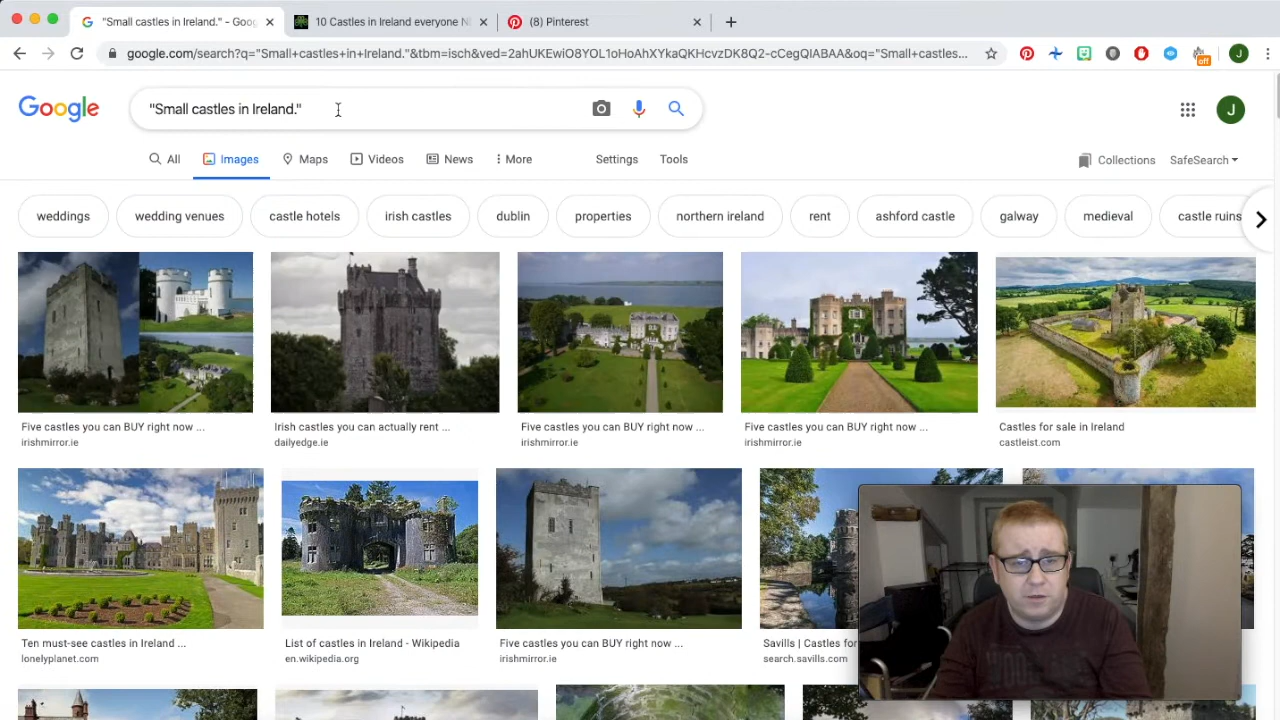 "Small castles in Ireland." - Goog
10 Castles in Ireland everyone N
(8) Pinterest
google.com/search?q="Small+castles+in+Ireland."&tbm=isch&ved=2ahUKEwiO8YOL1oHoAhXYkaQKHcvzDK8Q2-cCegQIABAA&oq="Small+castles...
off
J
Google
"Small castles in Ireland."
J
All
Images
Maps
Videos
News
More
Settings
Tools
Collections
SafeSearch
weddings
wedding venues
castle hotels
irish castles
dublin
properties
northern ireland
rent
ashford castle
galway
medieval
castle ruins
Five castles you can BUY right now ...
irishmirror.ie
Irish castles you can actually rent ...
dailyedge.ie
Five castles you can BUY right now ...
irishmirror.ie
Five castles you can BUY right now ...
irishmirror.ie
Castles for sale in Ireland
castleist.com
Ten must-see castles in Ireland ...
lonelyplanet.com
List of castles in Ireland - Wikipedia
en.wikipedia.org
Five castles you can BUY right now ...
irishmirror.ie
Savills | Castles for
search.savills.com